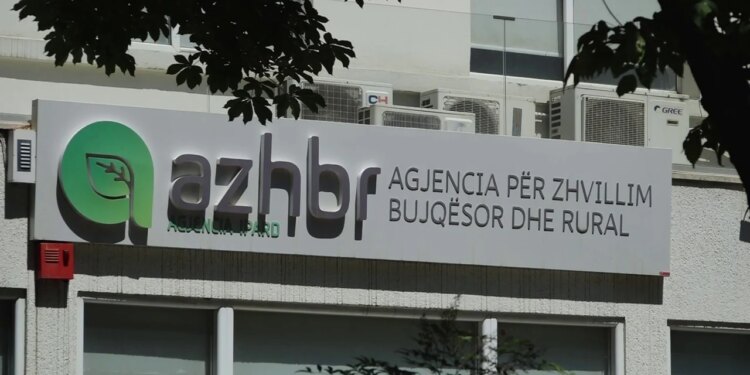 azhbr
AGJENCIA IPARD
AGJENCIA PËR ZHVILLIM
BUJQËSOR DHE RURAL
GREE